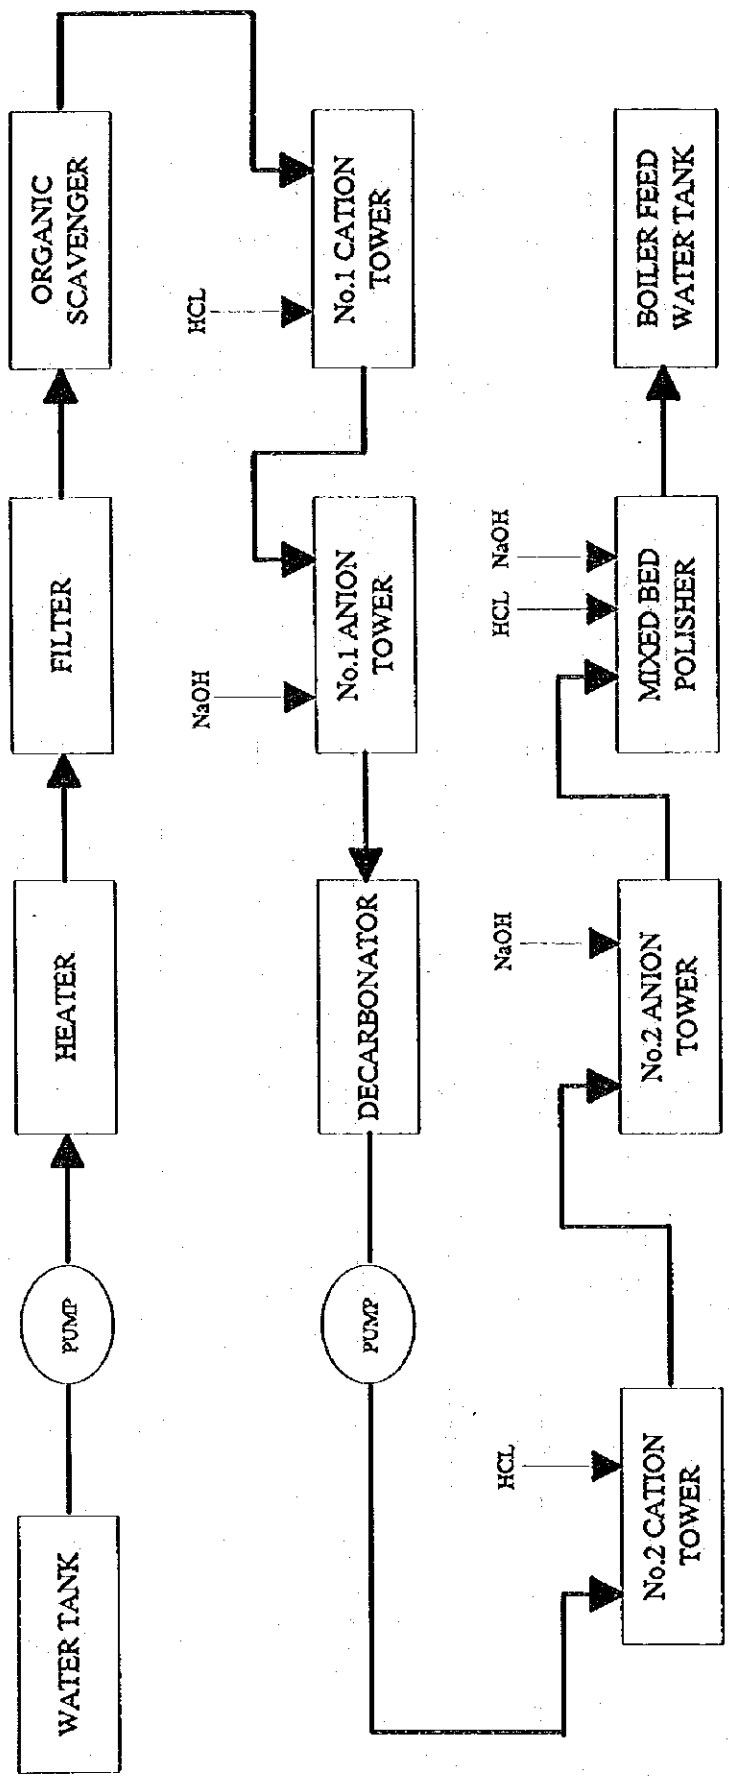 WATER TANK
PUMP
HEATER
FILTER
ORGANIC
SCAVENGER
HCL
No.1 CATION
TOWER
NaOH
No.1 ANION
TOWER
DECARBONATOR
PUMP
HCL
No.2 CATION
TOWER
NaOH
No.2 ANION
TOWER
HCL
NaOH
MIXED BED
POLISHER
BOILER FEED
WATER TANK